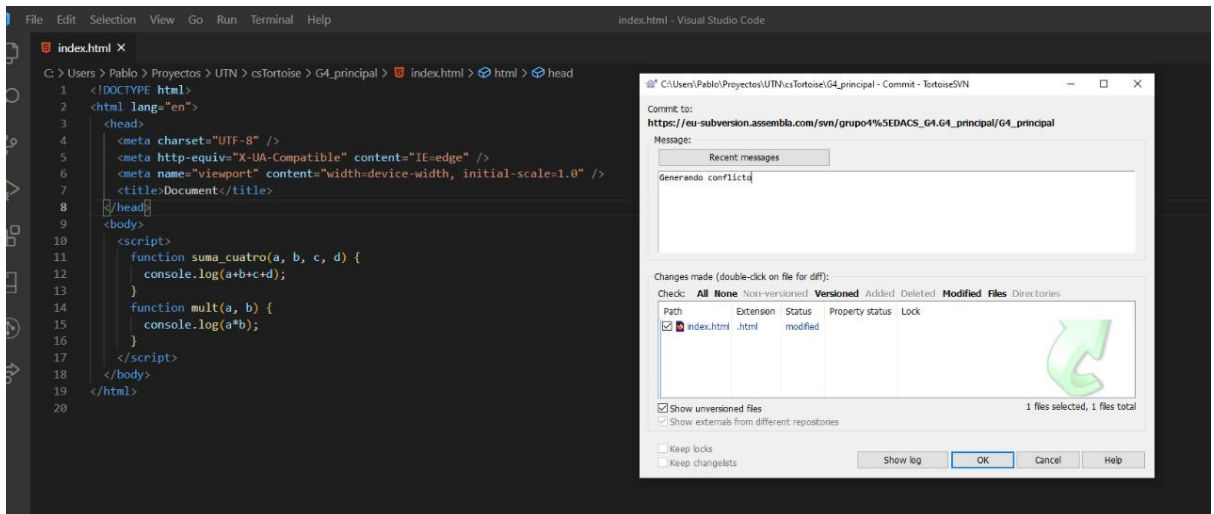 File Edit Selection View Go Run Terminal Help
index.html - Visual Studio Code
index.html
C: > Users > Pablo > Proyectos > UTN > csTortoise > G4_principal > index.html > html > head
1 <!DOCTYPE html>
2 <html lang="en">
3 <head>
4 <meta charset="UTF-8" />
5 <meta http-equiv="X-UA-Compatible" content="IE=edge" />
6 <meta name="viewport" content="width=device-width, initial-scale=1.0" />
7 <title>Document</title>
8 </head>
9 <body>
10 <script>
11 function suma_cuatro(a, b, c, d) {
12 console.log(a+b+c+d);
13 }
14 function mult(a, b) {
15 console.log(a*b);
16 }
17 </script>
18 </body>
19 </html>
20
C:\Users\Pablo\Proyectos\UTN\csTortoise\G4_principal - Commit - TortoiseSVN
Commit to:
https://eu-subversion.assembla.com/svn/grupo4%5EDACS_G4.G4_principal/G4_principal
Message:
Recent messages
Generando conflicto
Changes made (double-click on file for diff):
Check: All None Non-versioned Versioned Added Deleted Modified Files Directories
Path Extension Status Property status Lock
index.html .html modified
Show unversioned files
1 files selected, 1 files total
Show externals from different repositories
Keep locks
Keep changelists
Show log OK Cancel Help